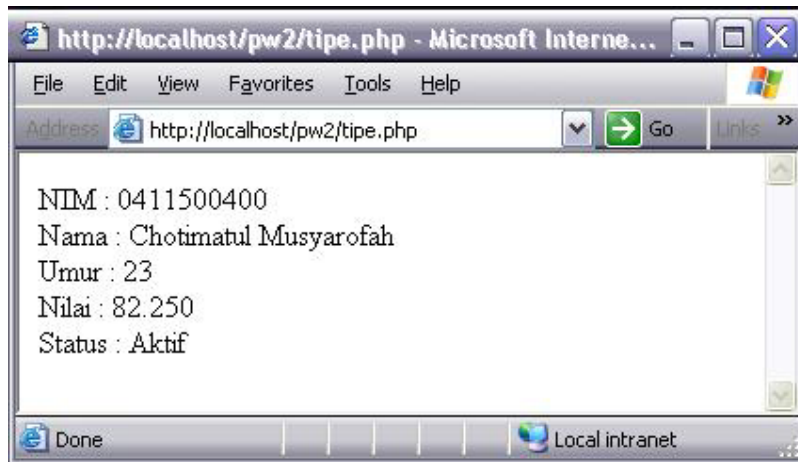 http://localhost/pw2/tipe.php - Microsoft Interne...
File Edit View Favorites Tools Help
Address http://localhost/pw2/tipe.php Go Links »
NIM : 0411500400
Nama : Chotimatul Musyarofah
Umur : 23
Nilai : 82.250
Status : Aktif
Done Local intranet